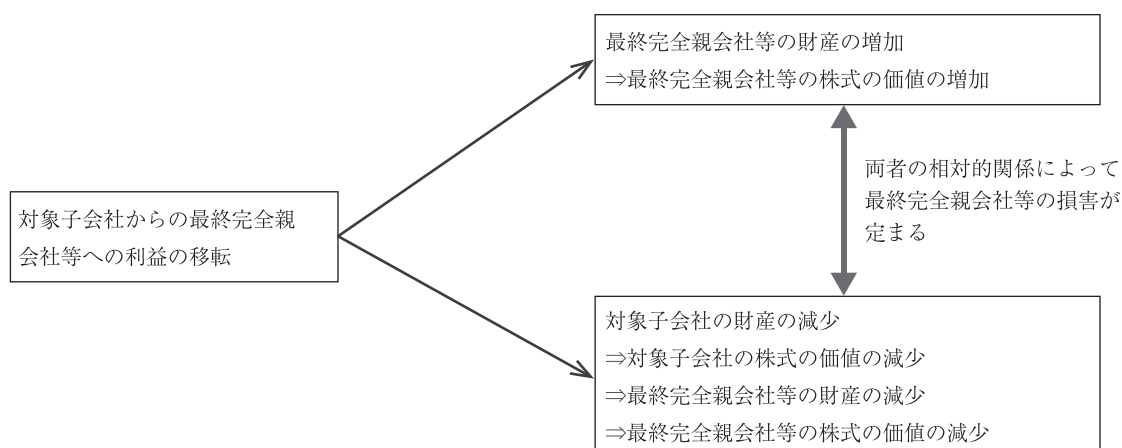 最終完全親会社等の財産の増加
⇒最終完全親会社等の株式の価値の増加
両者の相対的関係によって
最終完全親会社等の損害が
定まる
対象子会社からの最終完全親
会社等への利益の移転
対象子会社の財産の減少
⇒対象子会社の株式の価値の減少
⇒最終完全親会社等の財産の減少
⇒最終完全親会社等の株式の価値の減少